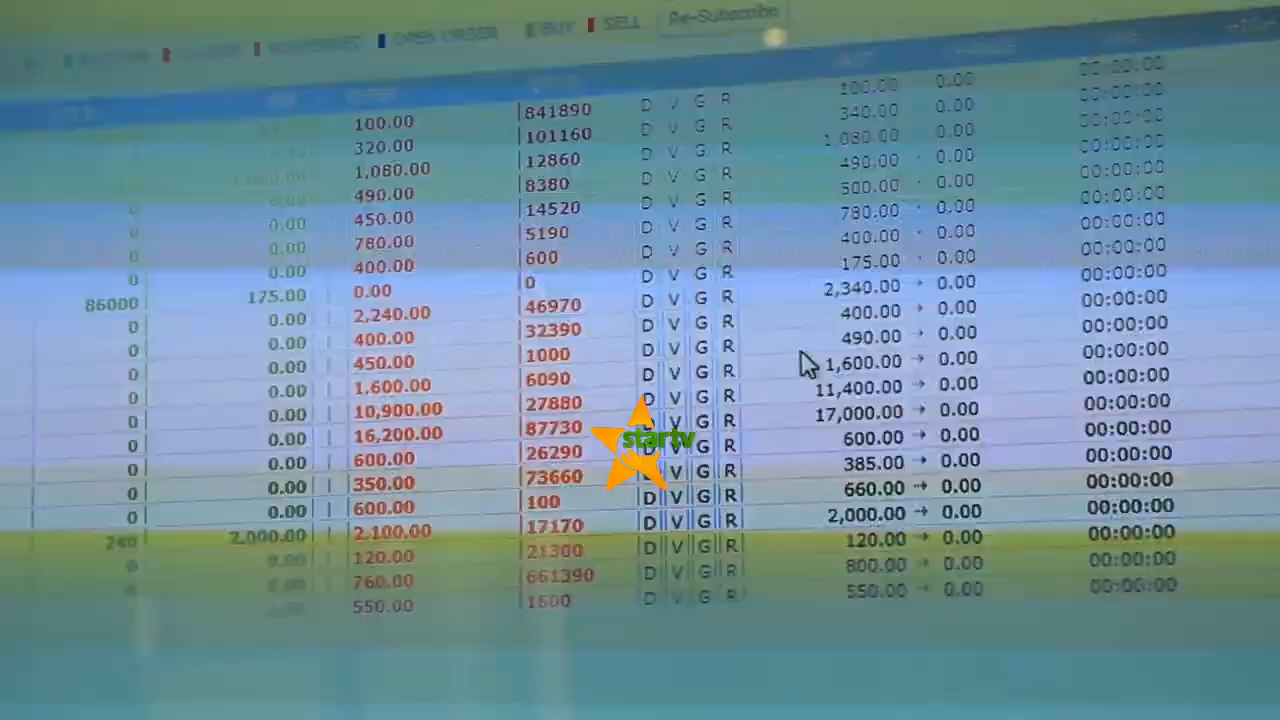 OPEN ORDER BUY SELL Re-Subscribe
100.00 841890 D V G R 100.00 0.00 00:00:00
320.00 101160 D V G R 340.00 0.00 00:00:00
1,080.00 12860 D V G R 1,080.00 0.00 00:00:00
0 490.00 8380 D V G R 490.00 0.00 00:00:00
0 0.00 450.00 14520 D V G R 500.00 0.00 00:00:00
0 0.00 780.00 5190 D V G R 780.00 0.00 00:00:00
0 0.00 400.00 600 D V G R 400.00 0.00 00:00:00
86000 175.00 0.00 0 D V G R 175.00 0.00 00:00:00
0 0.00 2,240.00 46970 D V G R 2,340.00 → 0.00 00:00:00
0 0.00 400.00 32390 D V G R 400.00 → 0.00 00:00:00
0 0.00 450.00 1000 D V G R 490.00 → 0.00 00:00:00
0 0.00 1,600.00 6090 D V G R 1,600.00 → 0.00 00:00:00
0 0.00 10,900.00 27880 D V G R 11,400.00 → 0.00 00:00:00
0 0.00 16,200.00 87730 D V G R 17,000.00 → 0.00 00:00:00
0 0.00 600.00 26290 D V G R 600.00 → 0.00 00:00:00
0 0.00 350.00 73660 D V G R 385.00 → 0.00 00:00:00
0 0.00 600.00 100 D V G R 660.00 → 0.00 00:00:00
240 2,000.00 2,100.00 17170 D V G R 2,000.00 → 0.00 00:00:00
0 0.00 120.00 21300 D V G R 120.00 → 0.00 00:00:00
0 0.00 760.00 661390 D V G R 800.00 → 0.00 00:00:00
550.00 1600 D V G R 550.00 → 0.00 00:00:00
startv